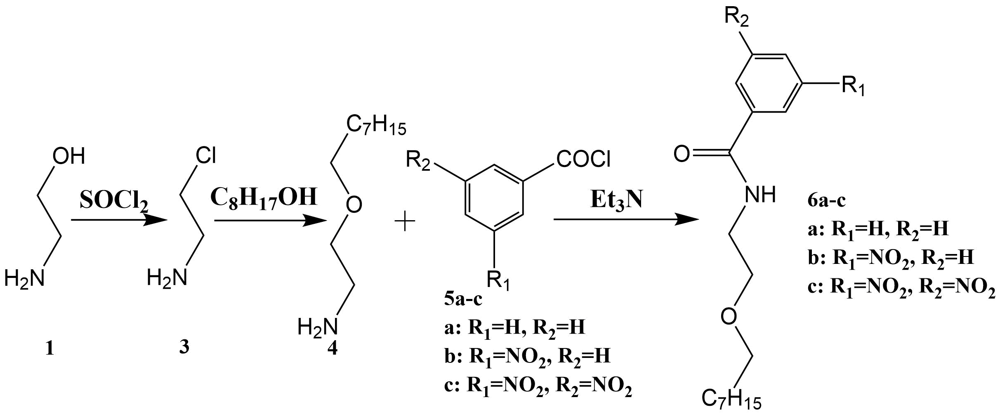 OH
H2N
1
SOCl2
Cl
H2N
3
C8H17OH
C7H15
O
H2N
4
+
R2
COCl
R1
5a-c
a: R1=H, R2=H
b: R1=NO2, R2=H
c: R1=NO2, R2=NO2
Et3N
R2
R1
O
NH
O
C7H15
6a-c
a: R1=H, R2=H
b: R1=NO2, R2=H
c: R1=NO2, R2=NO2